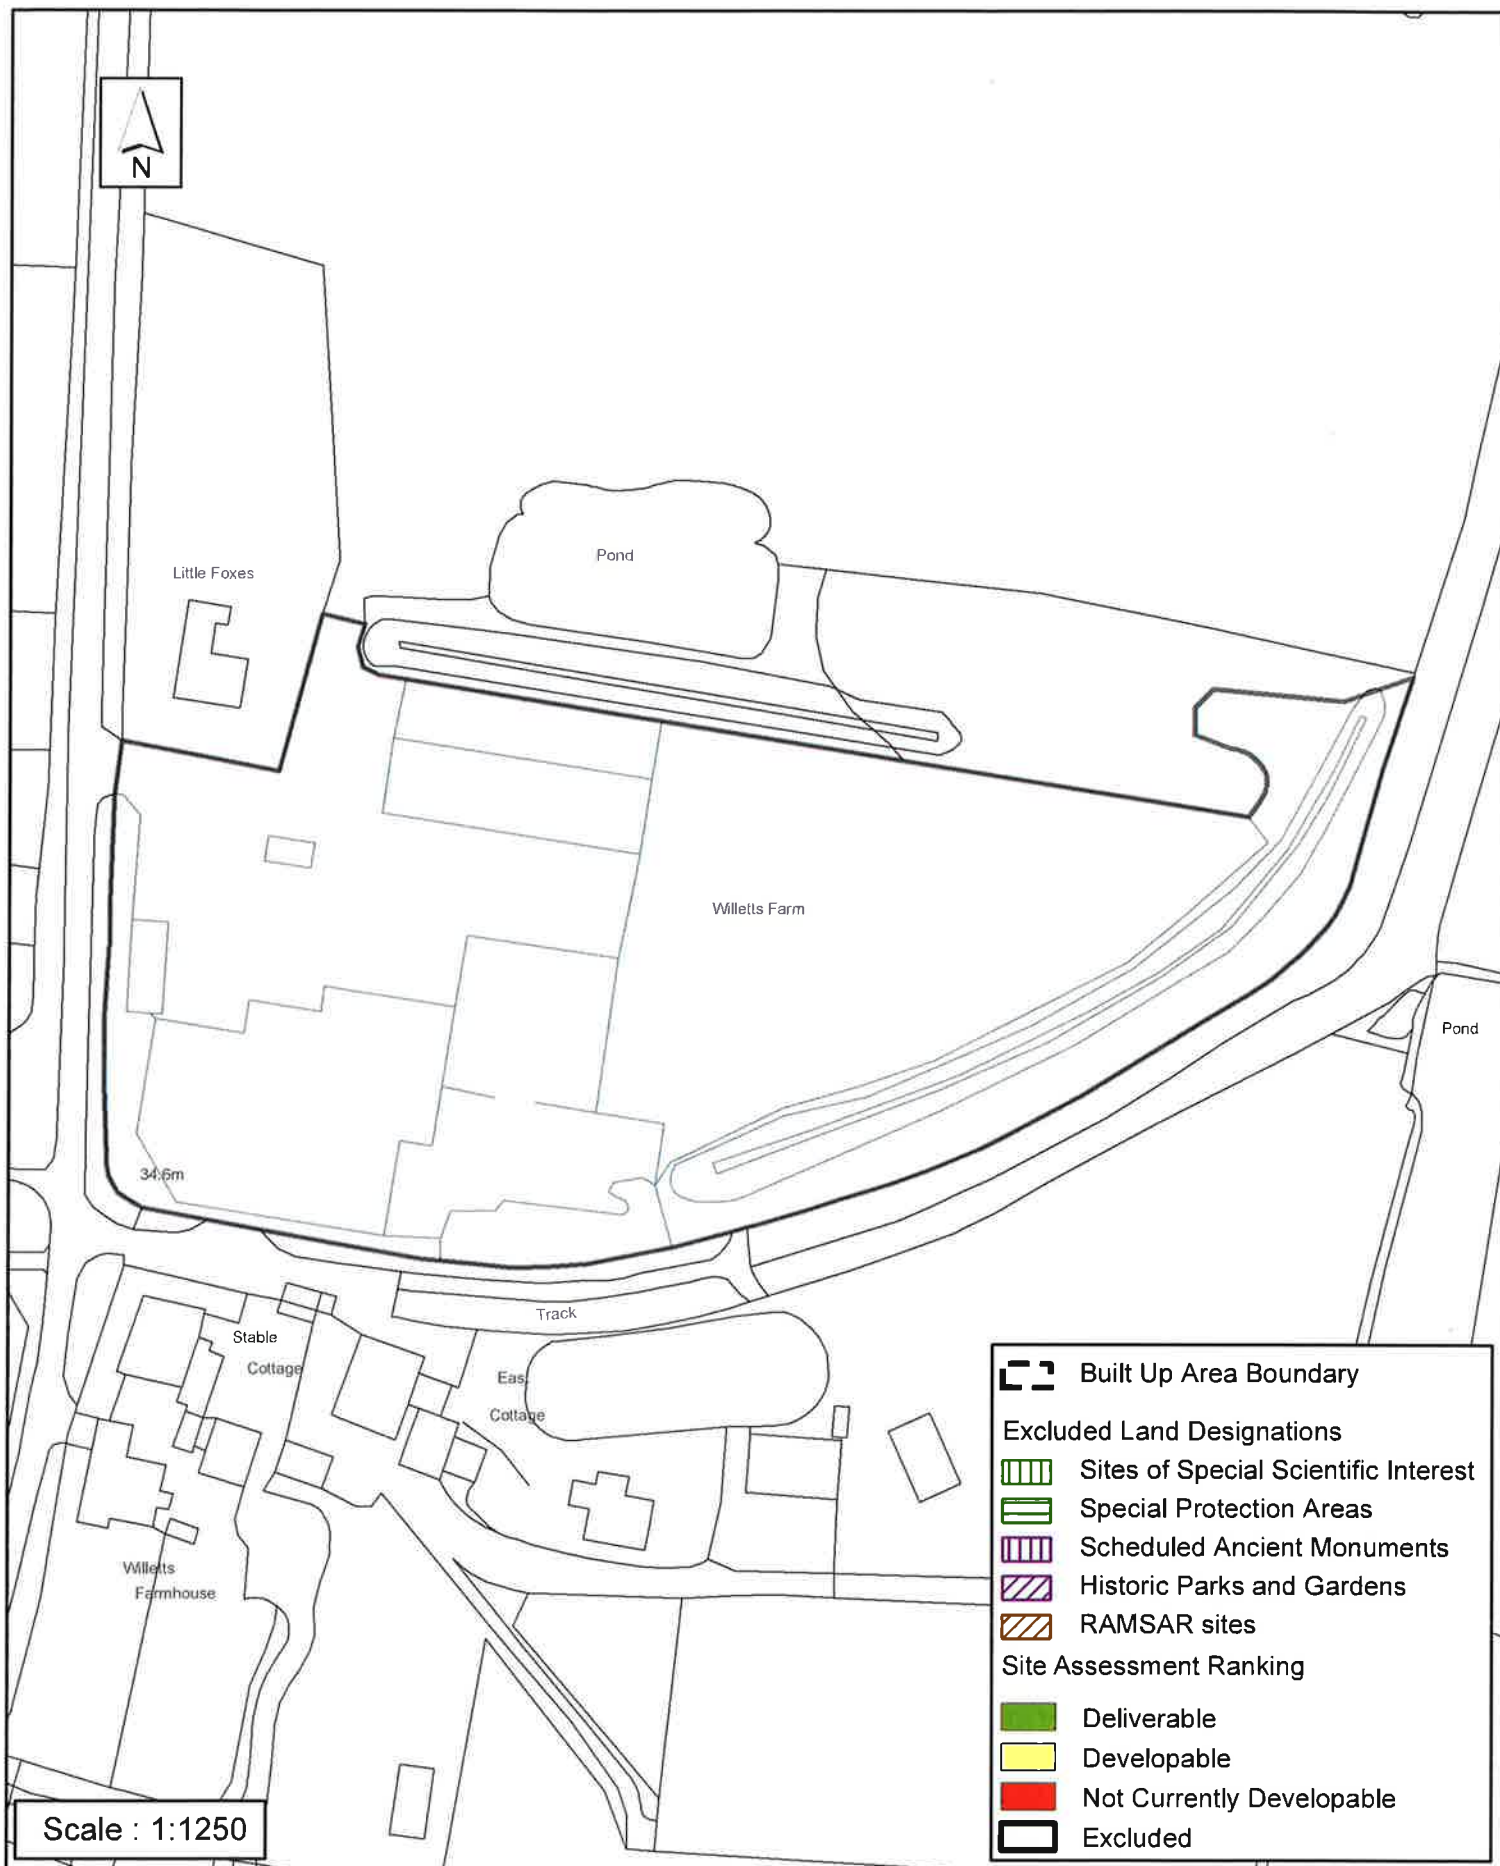 N
Pond
Little Foxes
Willetts Farm
Pond
34.6m
Track
Stable
Cottage
Eas
Cottage
Willetts
Farmhouse
Built Up Area Boundary
Excluded Land Designations
Sites of Special Scientific Interest
Special Protection Areas
Scheduled Ancient Monuments
Historic Parks and Gardens
RAMSAR sites
Site Assessment Ranking
Deliverable
Developable
Not Currently Developable
Excluded
Scale : 1:1250